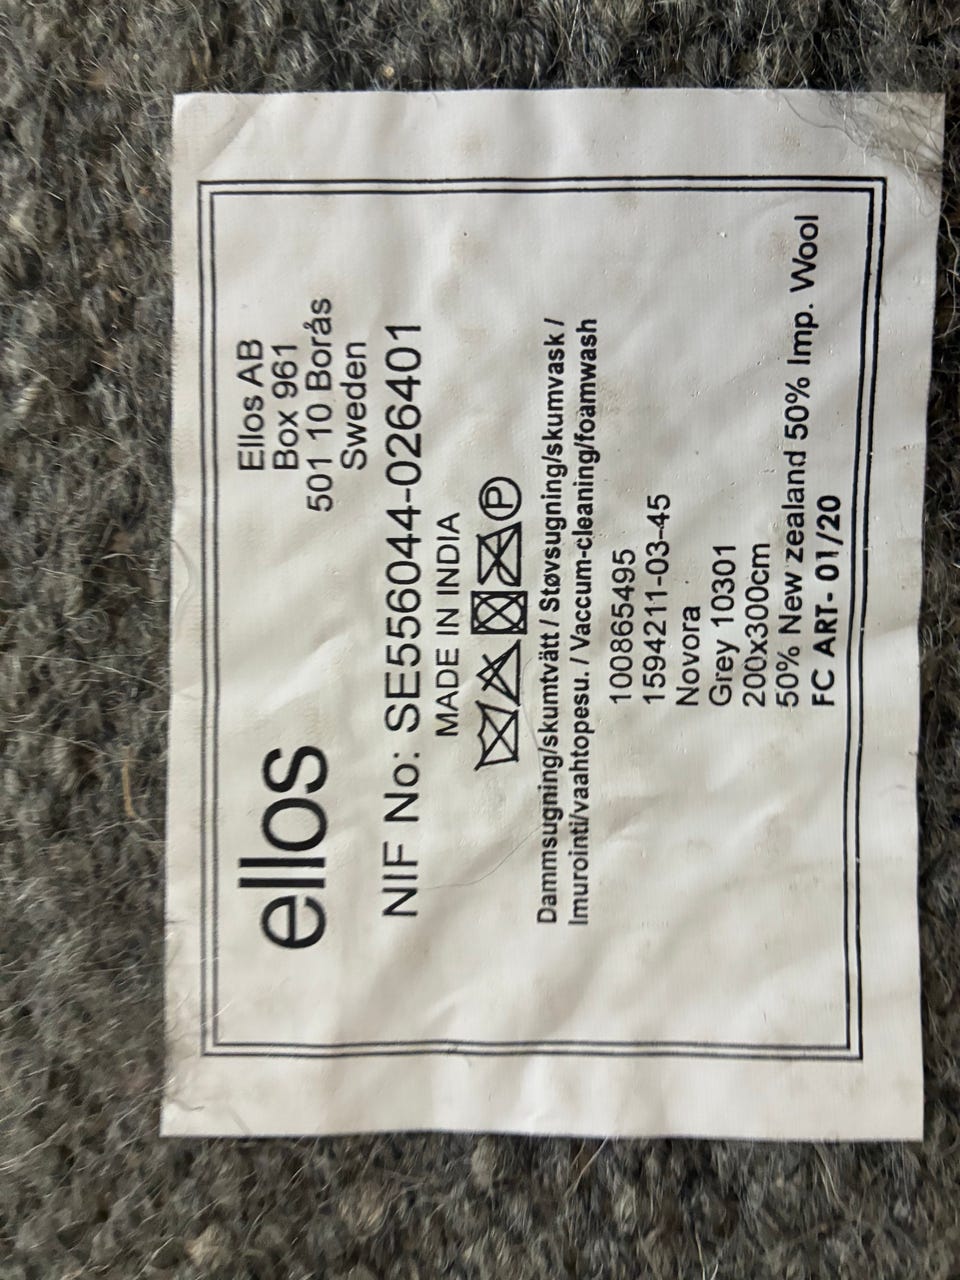 ellos
Ellos AB
Box 961
501 10 Borås
Sweden
NIF No: SE556044-026401
MADE IN INDIA
P
Dammsugning/skumtvätt / Støvsugning/skumvask /
Imurointi/vaahtopesu. / Vaccum-cleaning/foamwash
100865495
1594211-03-45
Novora
Grey 10301
200x300cm
50% New zealand 50% Imp. Wool
FC ART- 01/20